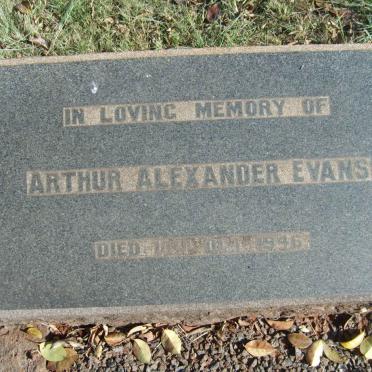 IN LOVING MEMORY OF
ARTHUR ALEXANDER EVANS
DIED